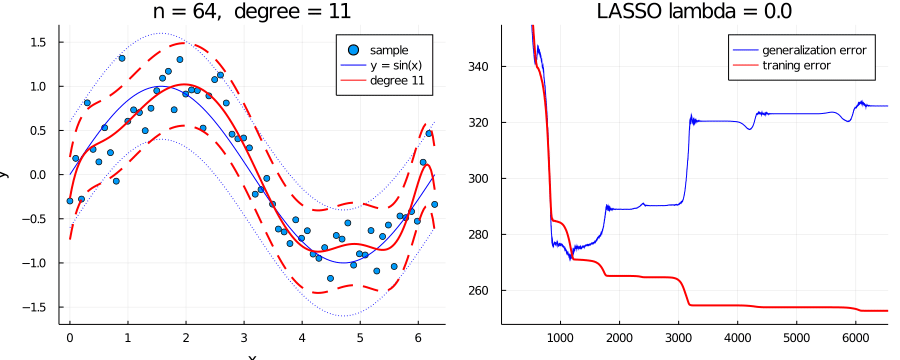 n = 64, degree = 11
1.5
1.0
0.5
0.0
−0.5
−1.0
−1.5
0
1
2
3
4
5
6
x
y
sample
y = sin(x)
degree 11
LASSO lambda = 0.0
340
320
300
280
260
1000
2000
3000
4000
5000
6000
generalization error
traning error